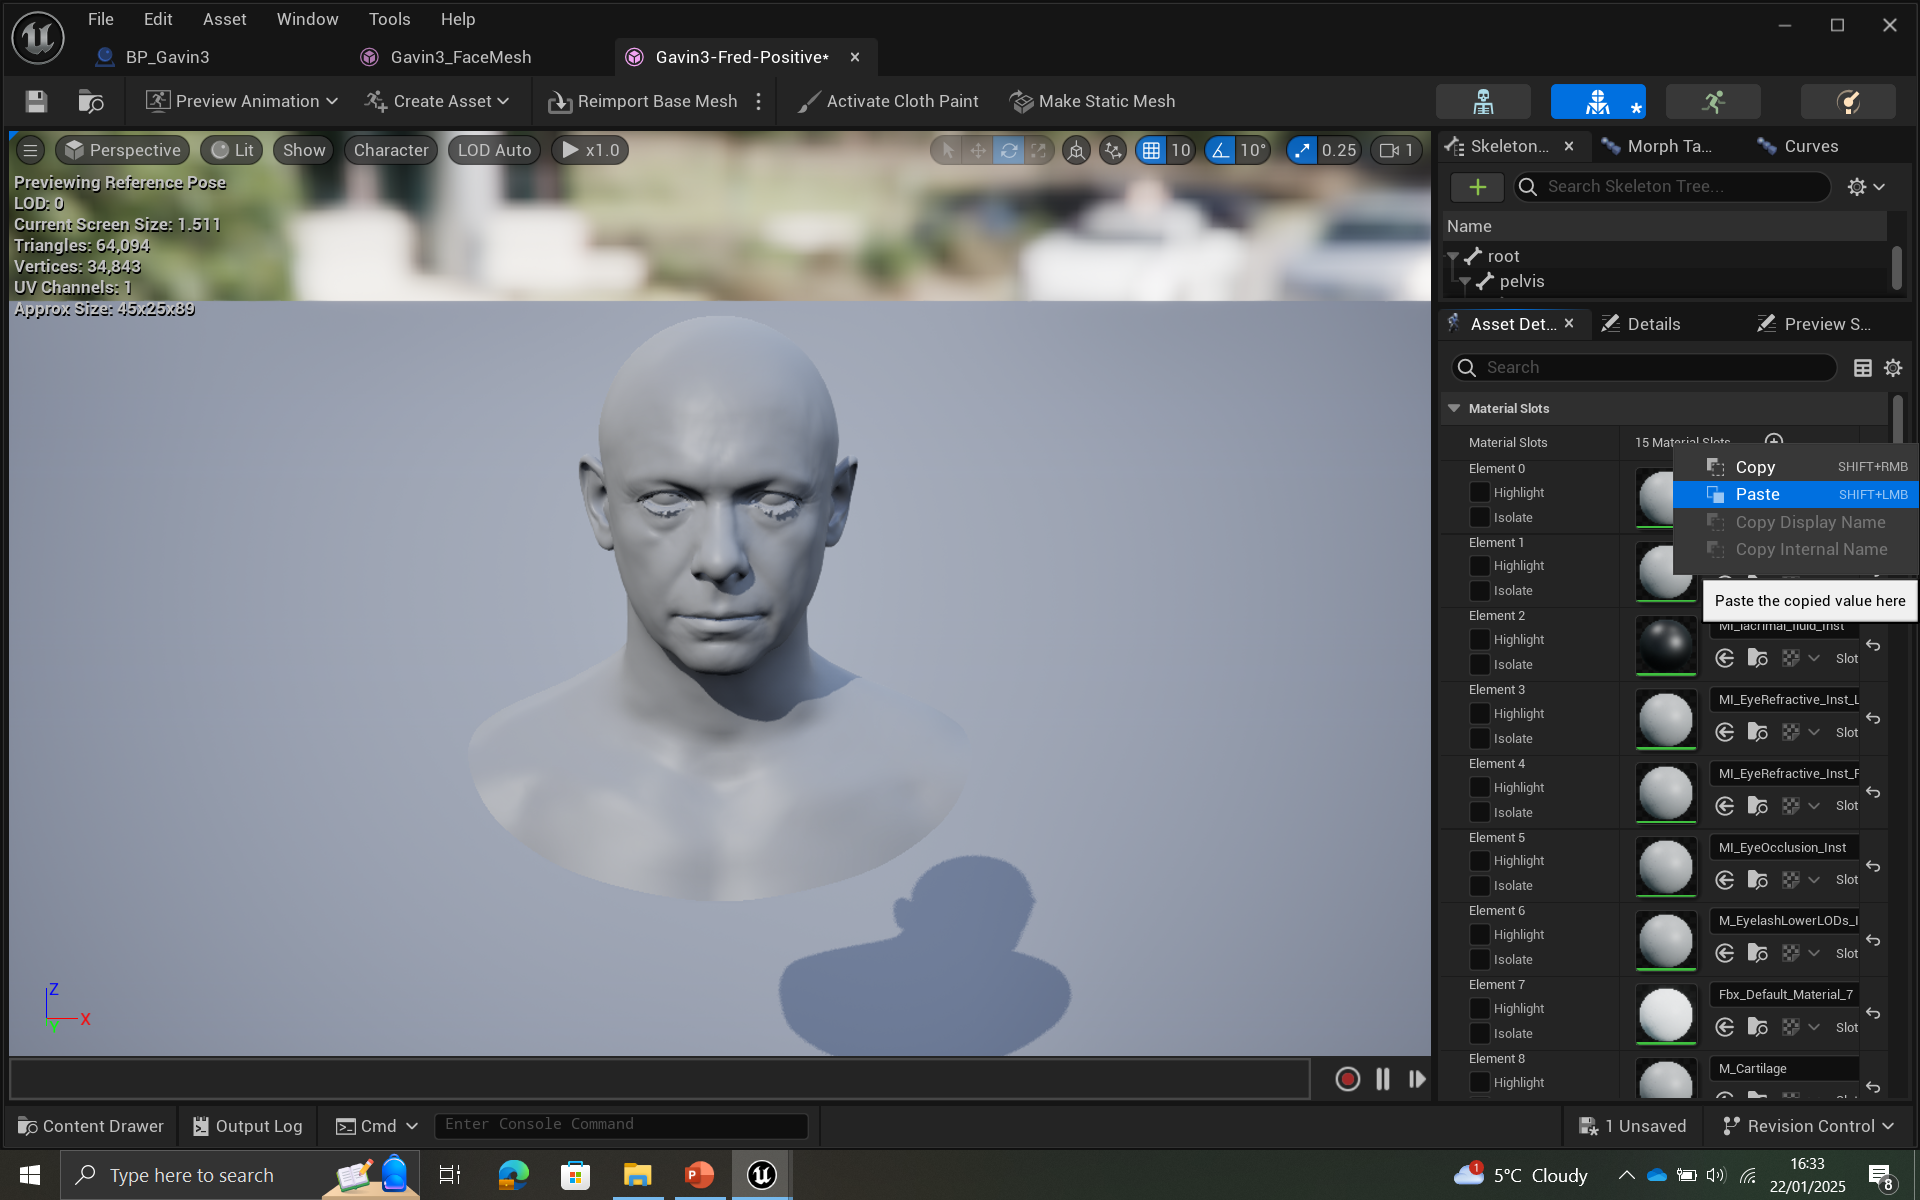 File Edit Asset Window Tools Help
BP_Gavin3 Gavin3_FaceMesh Gavin3-Fred-Positive*
Preview Animation Create Asset Reimport Base Mesh Activate Cloth Paint Make Static Mesh
Perspective Lit Show Character LOD Auto x1.0 10 10° 0.25 1
Previewing Reference Pose
LOD: 0
Current Screen Size: 1.511
Triangles: 64,094
Vertices: 34,843
UV Channels: 1
Approx Size: 45x25x89
Z
X
Y
Skeleton... Morph Ta... Curves
Search Skeleton Tree...
Name
root
pelvis
Asset Det... Details Preview S...
Search
Material Slots
Material Slots 15 Material Slots
Element 0
Highlight
Isolate
Copy SHIFT+RMB
Paste SHIFT+LMB
Copy Display Name
Copy Internal Name
Paste the copied value here
Element 1
Highlight
Isolate
Element 2
Highlight
Isolate
MI_lacrimal_fluid_Inst
Slot
Element 3
Highlight
Isolate
MI_EyeRefractive_Inst_L
Slot
Element 4
Highlight
Isolate
MI_EyeRefractive_Inst_R
Slot
Element 5
Highlight
Isolate
MI_EyeOcclusion_Inst
Slot
Element 6
Highlight
Isolate
M_EyelashLowerLODs_I
Slot
Element 7
Highlight
Isolate
Fbx_Default_Material_7
Slot
Element 8
Highlight
M_Cartilage
Content Drawer Output Log Cmd Enter Console Command 1 Unsaved Revision Control
Type here to search 1 5°C Cloudy 16:33
22/01/2025
8